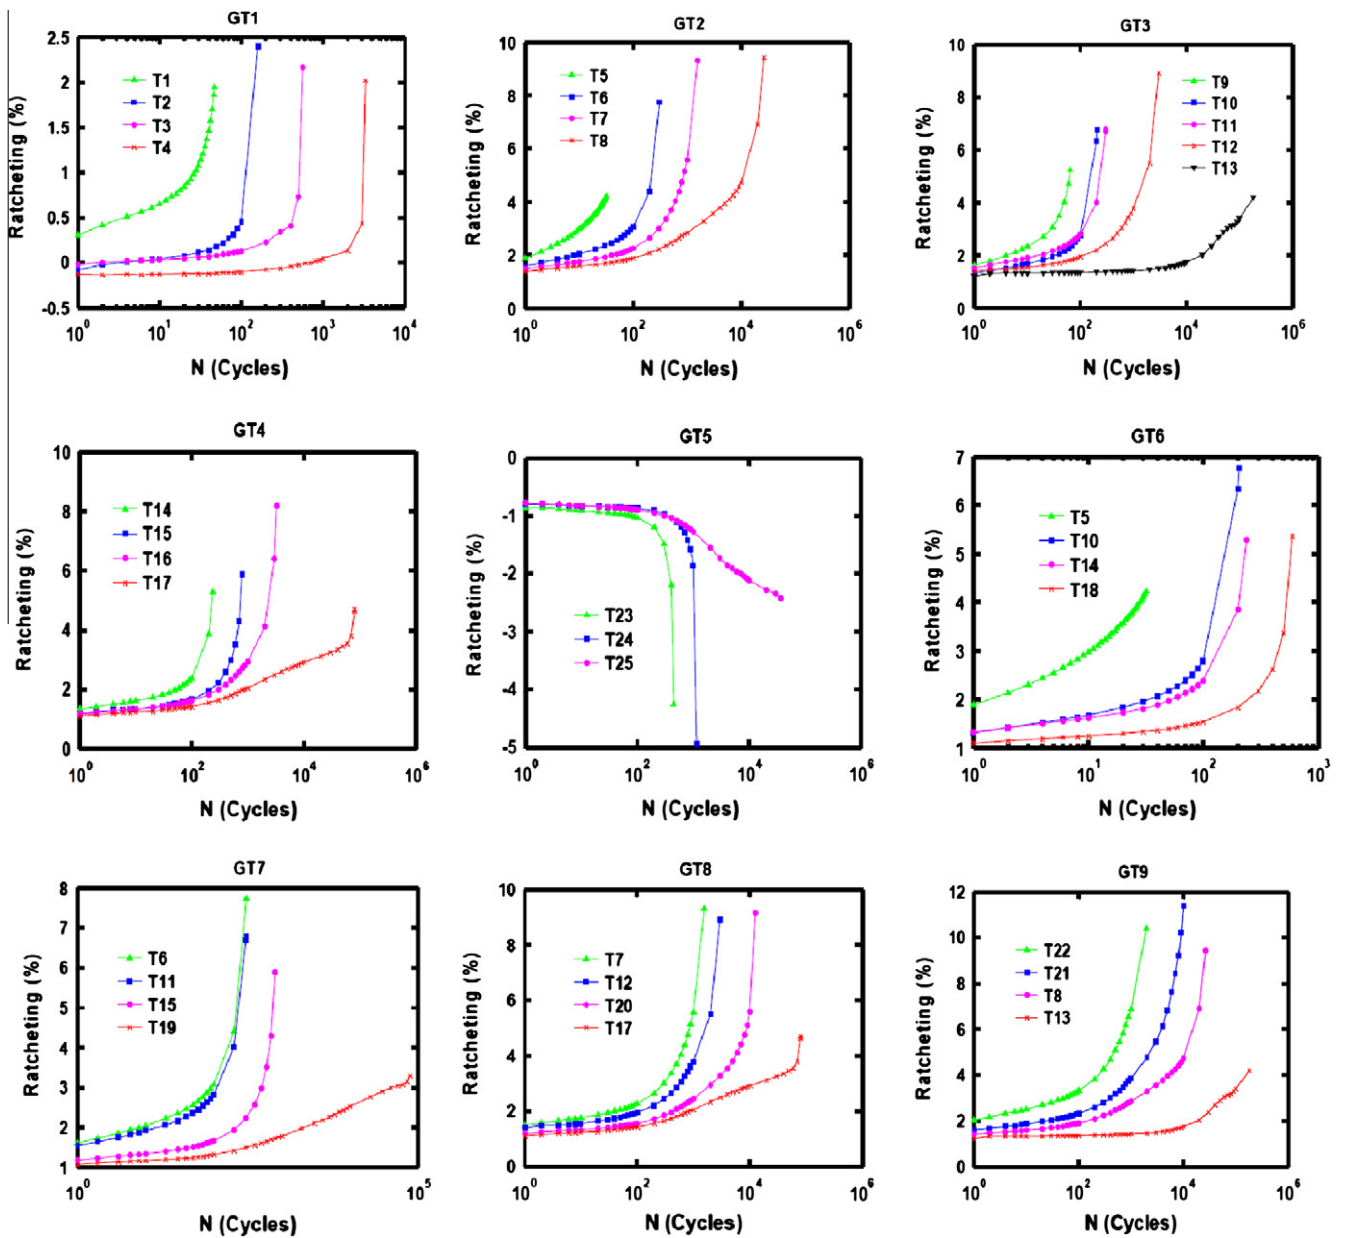 GT1
Ratcheting (%)
2.5
2
1.5
1
0.5
0
-0.5
T1
T2
T3
T4
10^0 10^1 10^2 10^3 10^4
N (Cycles)
GT2
Ratcheting (%)
10
8
6
4
2
0
T5
T6
T7
T8
10^0 10^2 10^4 10^6
N (Cycles)
GT3
Ratcheting (%)
10
8
6
4
2
0
T9
T10
T11
T12
T13
10^0 10^2 10^4 10^6
N (Cycles)
GT4
Ratcheting (%)
10
8
6
4
2
0
T14
T15
T16
T17
10^0 10^2 10^4 10^6
N (Cycles)
GT5
Ratcheting (%)
0
-1
-2
-3
-4
-5
T23
T24
T25
10^0 10^2 10^4 10^6
N (Cycles)
GT6
Ratcheting (%)
7
6
5
4
3
2
1
T5
T10
T14
T18
10^0 10^1 10^2 10^3
N (Cycles)
GT7
Ratcheting (%)
8
7
6
5
4
3
2
1
T6
T11
T15
T19
10^0 10^5
N (Cycles)
GT8
Ratcheting (%)
10
8
6
4
2
0
T7
T12
T20
T17
10^0 10^2 10^4 10^6
N (Cycles)
GT9
Ratcheting (%)
12
10
8
6
4
2
0
T22
T21
T8
T13
10^0 10^2 10^4 10^6
N (Cycles)